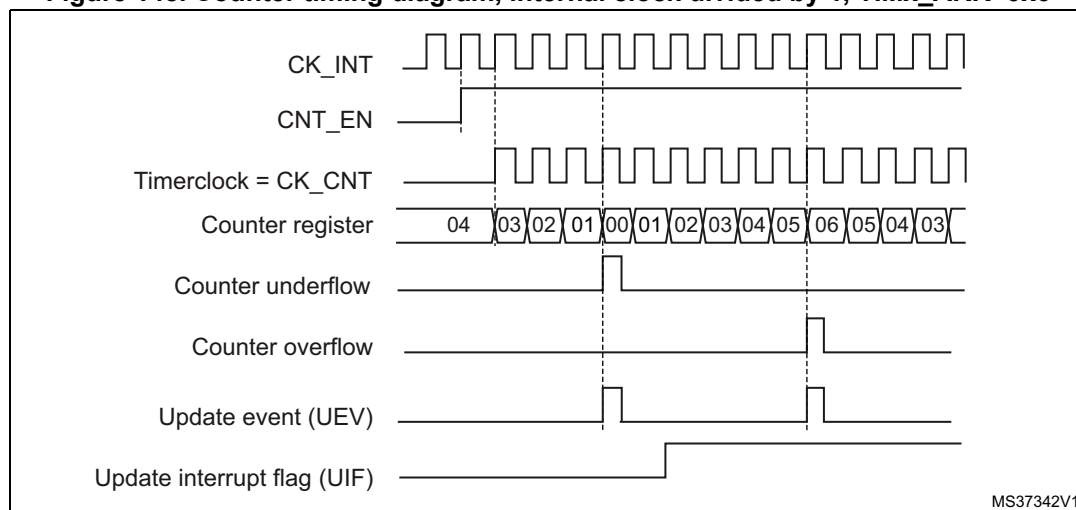 CK_INT
CNT_EN
Timerclock = CK_CNT
Counter register 04 03 02 01 00 01 02 03 04 05 06 05 04 03
Counter underflow
Counter overflow
Update event (UEV)
Update interrupt flag (UIF)
MS37342V1